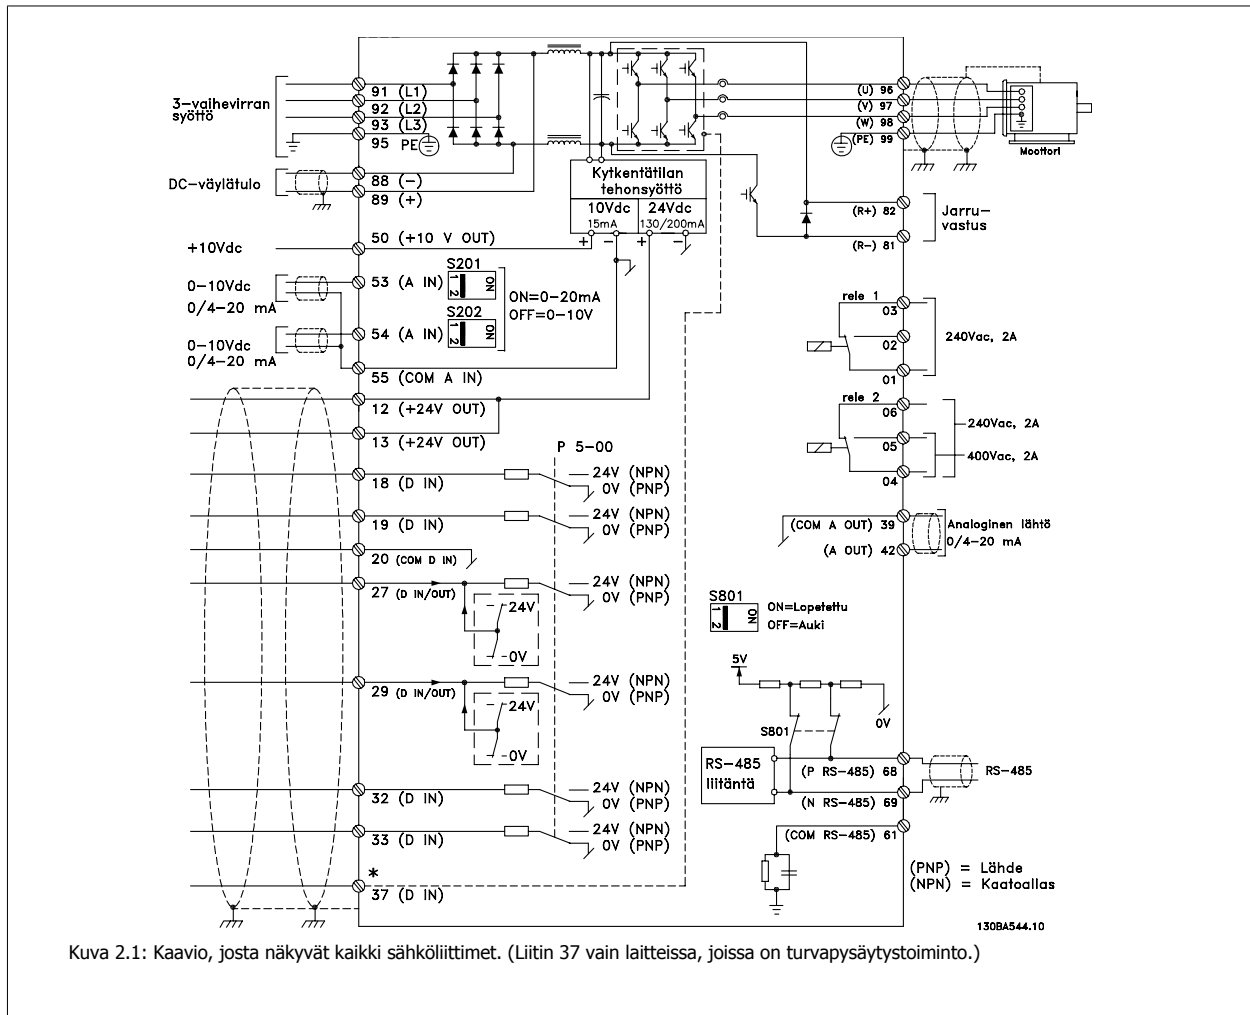 3-vaihevirran
syöttö
91 (L1)
92 (L2)
93 (L3)
95 PE
DC-väylätulo
88 (-)
89 (+)
+10Vdc
50 (+10 V OUT)
0-10Vdc
0/4-20 mA
53 (A IN)
S201
ON
1 2
ON=0-20mA
OFF=0-10V
0-10Vdc
0/4-20 mA
54 (A IN)
S202
ON
1 2
55 (COM A IN)
12 (+24V OUT)
13 (+24V OUT)
Kytkentätilan
tehonsyöttö
10Vdc
15mA
24Vdc
130/200mA
+ - + -
P 5-00
18 (D IN)
24V (NPN)
0V (PNP)
19 (D IN)
24V (NPN)
0V (PNP)
20 (COM D IN)
27 (D IN/OUT)
24V (NPN)
0V (PNP)
24V
0V
29 (D IN/OUT)
24V (NPN)
0V (PNP)
24V
0V
32 (D IN)
24V (NPN)
0V (PNP)
33 (D IN)
24V (NPN)
0V (PNP)
*
37 (D IN)
(U) 96
(V) 97
(W) 98
(PE) 99
Moottori
(R+) 82
(R-) 81
Jarru-
vastus
rele 1
03
02
01
240Vac, 2A
rele 2
06
05
04
240Vac, 2A
400Vac, 2A
(COM A OUT) 39
(A OUT) 42
Analoginen lähtö
0/4-20 mA
S801
ON
1 2
ON=Lopetettu
OFF=Auki
5V
0V
S801
RS-485
liitäntä
(P RS-485) 68
(N RS-485) 69
(COM RS-485) 61
RS-485
(PNP) = Lähde
(NPN) = Kaatoallas
130BA544.10
Kuva 2.1: Kaavio, josta näkyvät kaikki sähköliittimet. (Liitin 37 vain laitteissa, joissa on turvapysäytystoiminto.)